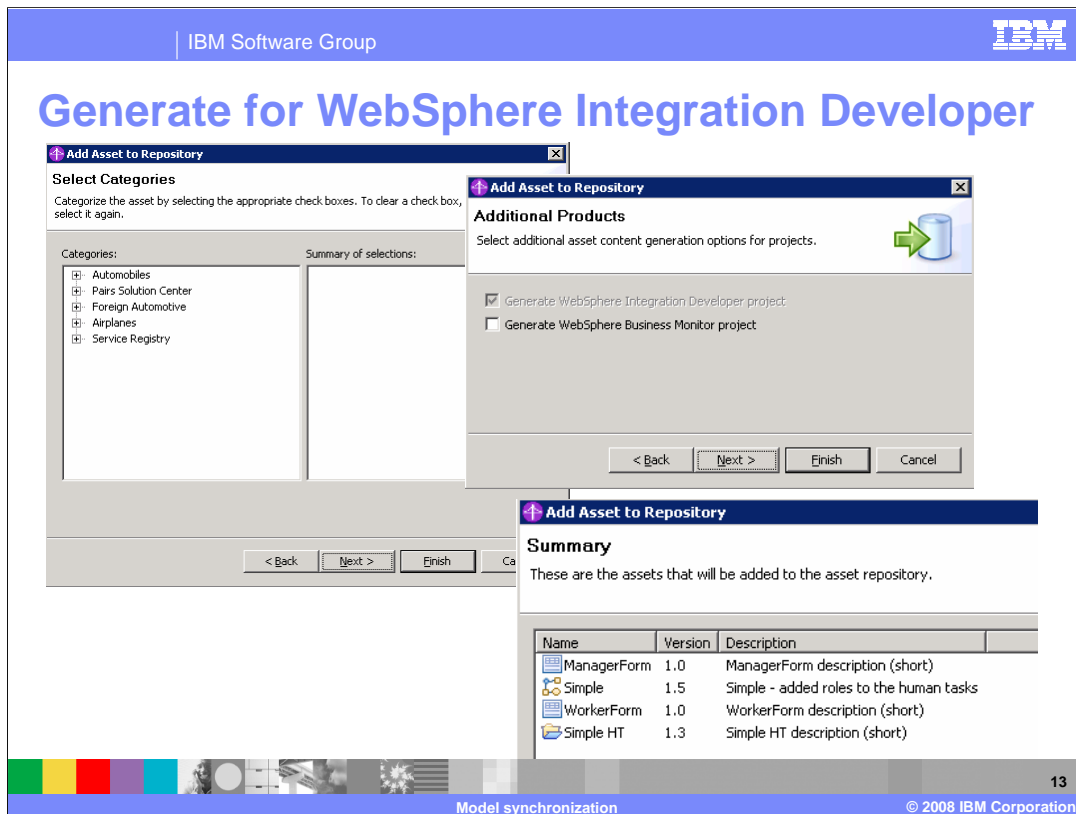 IBM Software Group
IBM
Generate for WebSphere Integration Developer
Add Asset to Repository
Select Categories
Categorize the asset by selecting the appropriate check boxes. To clear a check box,
select it again.
Categories:
Summary of selections:
Automobiles
Pairs Solution Center
Foreign Automotive
Airplanes
Service Registry
< Back
Next >
Finish
Ca
Add Asset to Repository
Additional Products
Select additional asset content generation options for projects.
Generate WebSphere Integration Developer project
Generate WebSphere Business Monitor project
< Back
Next >
Finish
Cancel
Add Asset to Repository
Summary
These are the assets that will be added to the asset repository.
Name Version Description
ManagerForm 1.0 ManagerForm description (short)
Simple 1.5 Simple - added roles to the human tasks
WorkerForm 1.0 WorkerForm description (short)
Simple HT 1.3 Simple HT description (short)
13
Model synchronization
© 2008 IBM Corporation